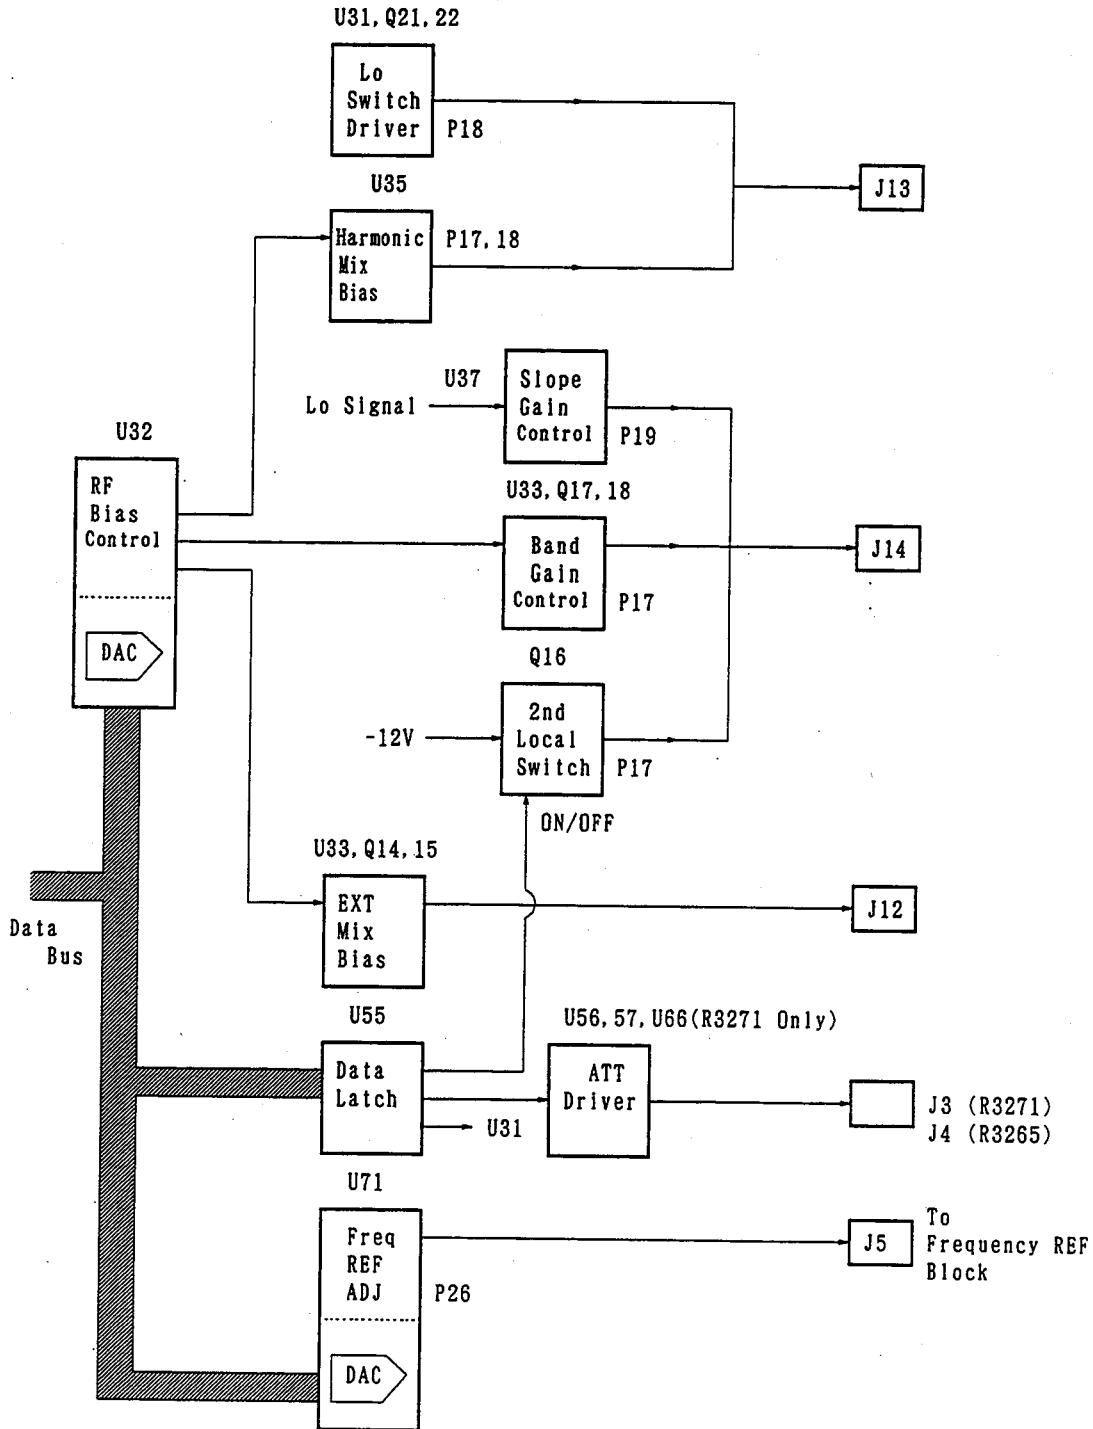 U31,Q21,22
Lo
Switch
Driver
P18
U35
Harmonic
Mix
Bias
P17,18
J13
U37
Lo Signal
Slope
Gain
Control
P19
U32
RF
Bias
Control
DAC
U33,Q17,18
Band
Gain
Control
P17
J14
Q16
-12V
2nd
Local
Switch
P17
ON/OFF
U33,Q14,15
EXT
Mix
Bias
J12
Data
Bus
U55
Data
Latch
U31
U56,57,U66(R3271 Only)
ATT
Driver
J3 (R3271)
J4 (R3265)
U71
Freq
REF
ADJ
P26
DAC
J5
To
Frequency REF
Block